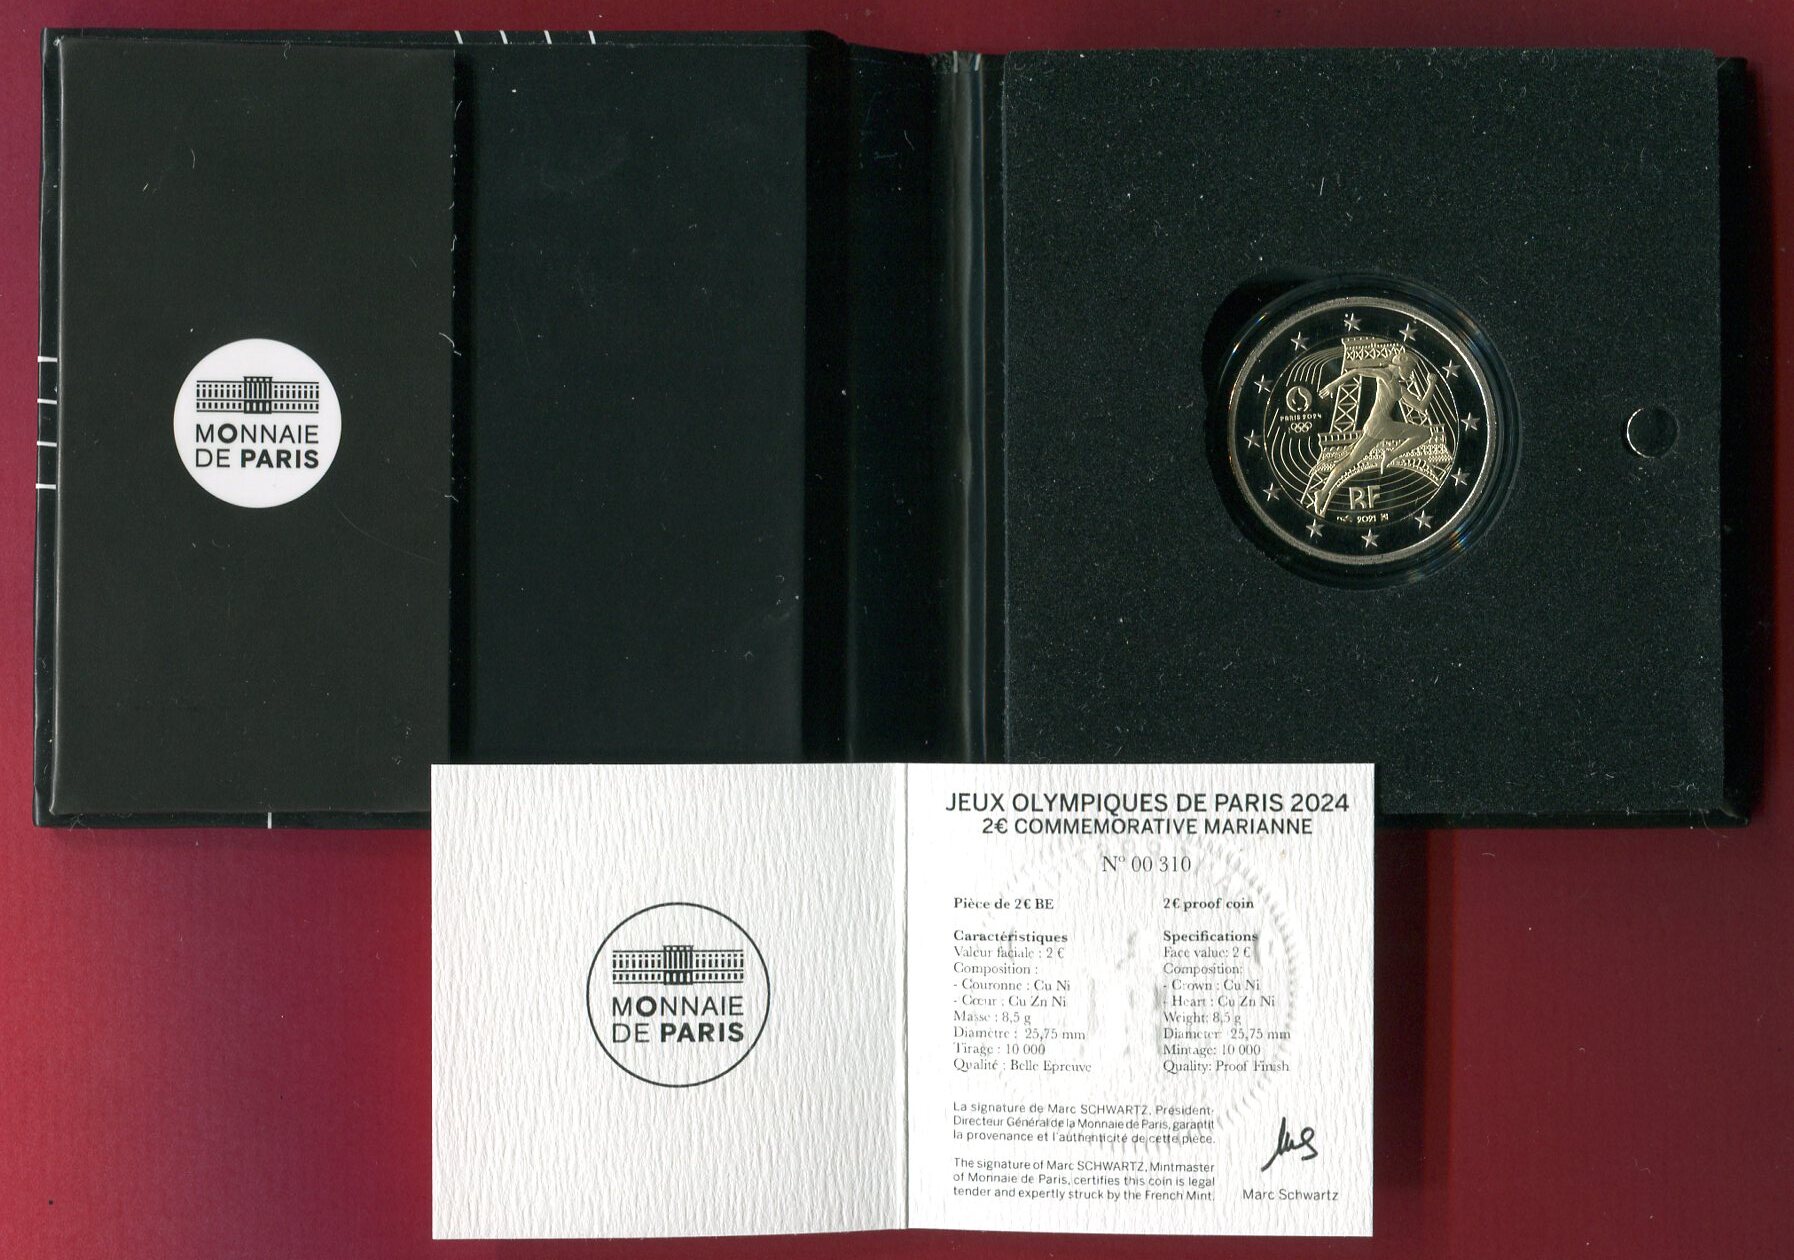 MONNAIE
DE PARIS
PARIS 2024
RF
2021
MONNAIE
DE PARIS
JEUX OLYMPIQUES DE PARIS 2024
2€ COMMEMORATIVE MARIANNE
N° 00 310
Pièce de 2€ BE
Caractéristiques
Valeur faciale : 2 €
Composition :
- Couronne : Cu Ni
- Cœur : Cu Zn Ni
Masse : 8,5 g
Diamètre : 25,75 mm
Tirage : 10 000
Qualité : Belle Epreuve
2€ proof coin
Specifications
Face value: 2 €
Composition:
- Crown : Cu Ni
- Heart : Cu Zn Ni
Weight: 8,5 g
Diameter 25,75 mm
Mintage: 10 000
Quality: Proof Finish
La signature de Marc SCHWARTZ, Président-
Directeur Général de la Monnaie de Paris, garantit
la provenance et l'authenticité de cette pièce.
The signature of Marc SCHWARTZ, Mintmaster
of Monnaie de Paris, certifies this coin is legal
tender and expertly struck by the French Mint.
Marc Schwartz